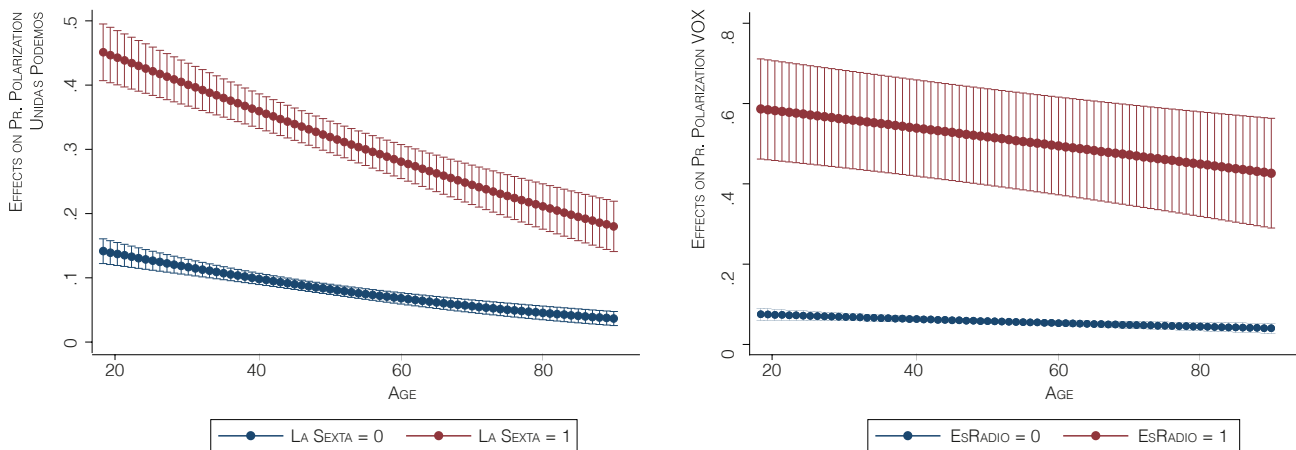 Effects on Pr. Polarization
Unidas Podemos
.5
.4
.3
.2
.1
0
20
40
60
80
Age
La Sexta = 0
La Sexta = 1
Effects on Pr. Polarization VOX
.8
.6
.4
.2
0
20
40
60
80
Age
EsRadio = 0
EsRadio = 1